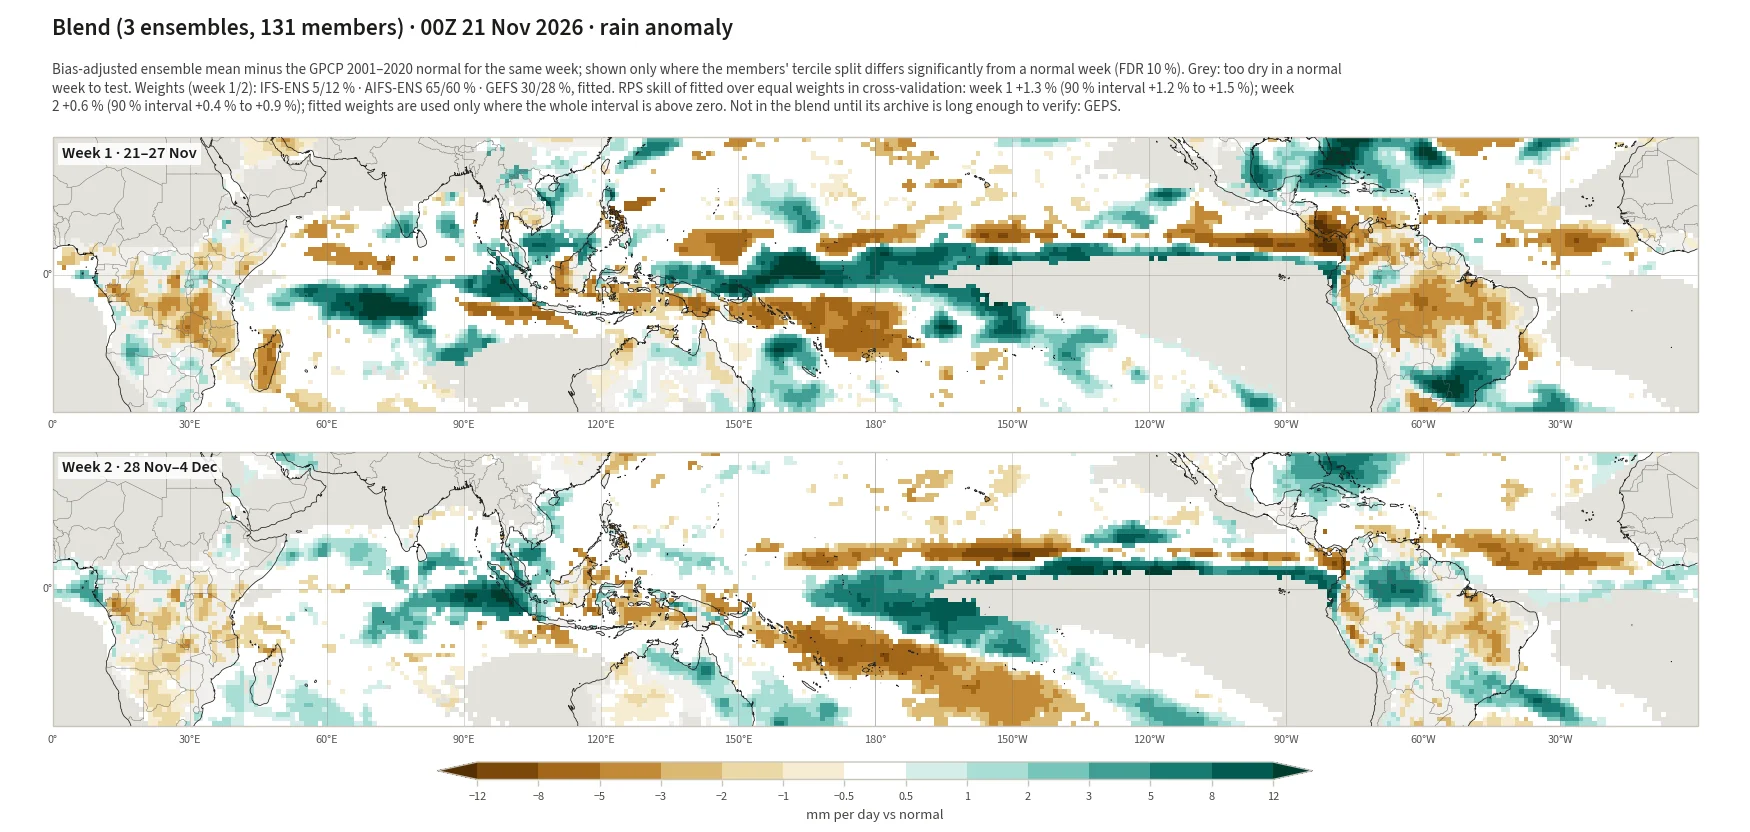 Blend (3 ensembles, 131 members) · 00Z 21 Nov 2026 · rain anomaly
Bias-adjusted ensemble mean minus the GPCP 2001–2020 normal for the same week; shown only where the members' tercile split differs significantly from a normal week (FDR 10 %). Grey: too dry in a normal
week to test. Weights (week 1/2): IFS-ENS 5/12 % · AIFS-ENS 65/60 % · GEFS 30/28 %, fitted. RPS skill of fitted over equal weights in cross-validation: week 1 +1.3 % (90 % interval +1.2 % to +1.5 %); week
2 +0.6 % (90 % interval +0.4 % to +0.9 %); fitted weights are used only where the whole interval is above zero. Not in the blend until its archive is long enough to verify: GEPS.
Week 1 · 21–27 Nov
0°
0° 30°E 60°E 90°E 120°E 150°E 180° 150°W 120°W 90°W 60°W 30°W
Week 2 · 28 Nov–4 Dec
0°
0° 30°E 60°E 90°E 120°E 150°E 180° 150°W 120°W 90°W 60°W 30°W
−12 −8 −5 −3 −2 −1 −0.5 0.5 1 2 3 5 8 12
mm per day vs normal